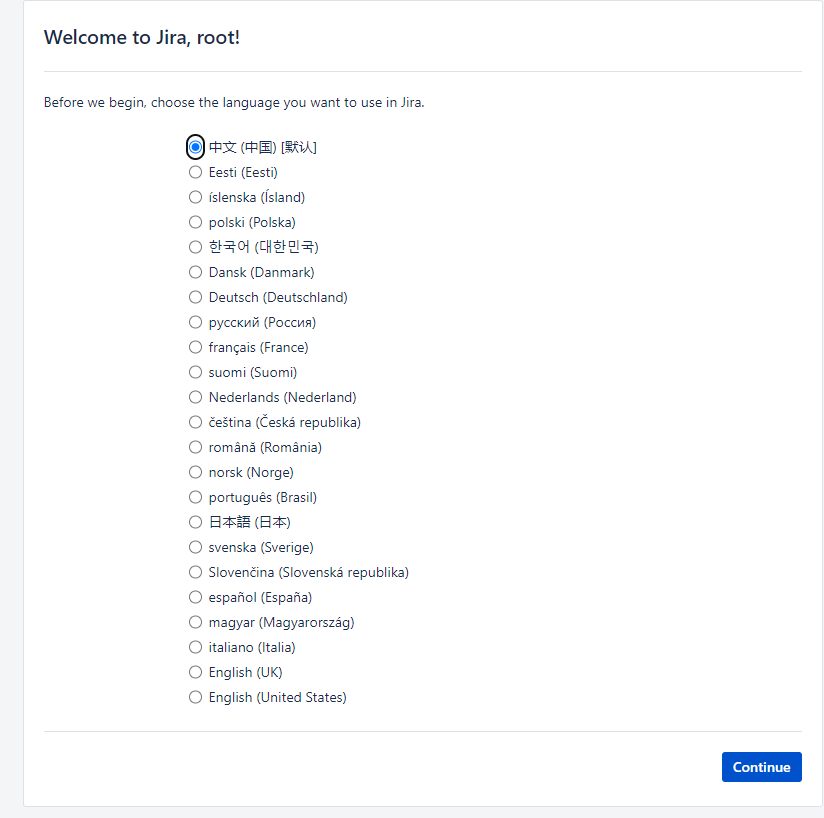 Welcome to Jira, root!
Before we begin, choose the language you want to use in Jira.
中文 (中国) [默认]
Eesti (Eesti)
íslenska (Ísland)
polski (Polska)
한국어 (대한민국)
Dansk (Danmark)
Deutsch (Deutschland)
русский (Россия)
français (France)
suomi (Suomi)
Nederlands (Nederland)
čeština (Česká republika)
română (România)
norsk (Norge)
português (Brasil)
日本語 (日本)
svenska (Sverige)
Slovenčina (Slovenská republika)
español (España)
magyar (Magyarország)
italiano (Italia)
English (UK)
English (United States)
Continue